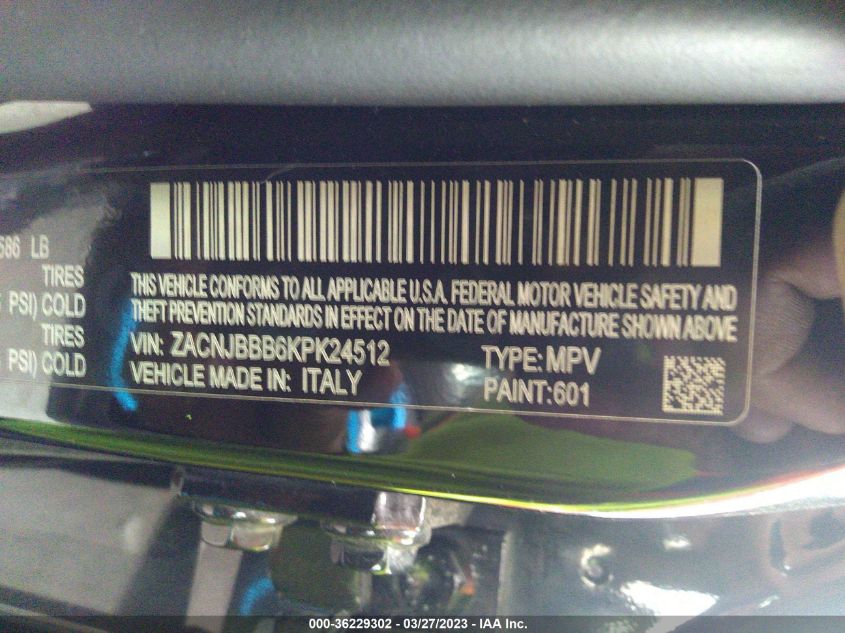 586 LB
TIRES
PSI) COLD
TIRES
PSI) COLD
THIS VEHICLE CONFORMS TO ALL APPLICABLE U.S.A. FEDERAL MOTOR VEHICLE SAFETY AND
THEFT PREVENTION STANDARDS IN EFFECT ON THE DATE OF MANUFACTURE SHOWN ABOVE
VIN: ZACNJBBB6KPK24512 TYPE: MPV
VEHICLE MADE IN: ITALY PAINT:601
000-36229302 - 03/27/2023 - IAA Inc.